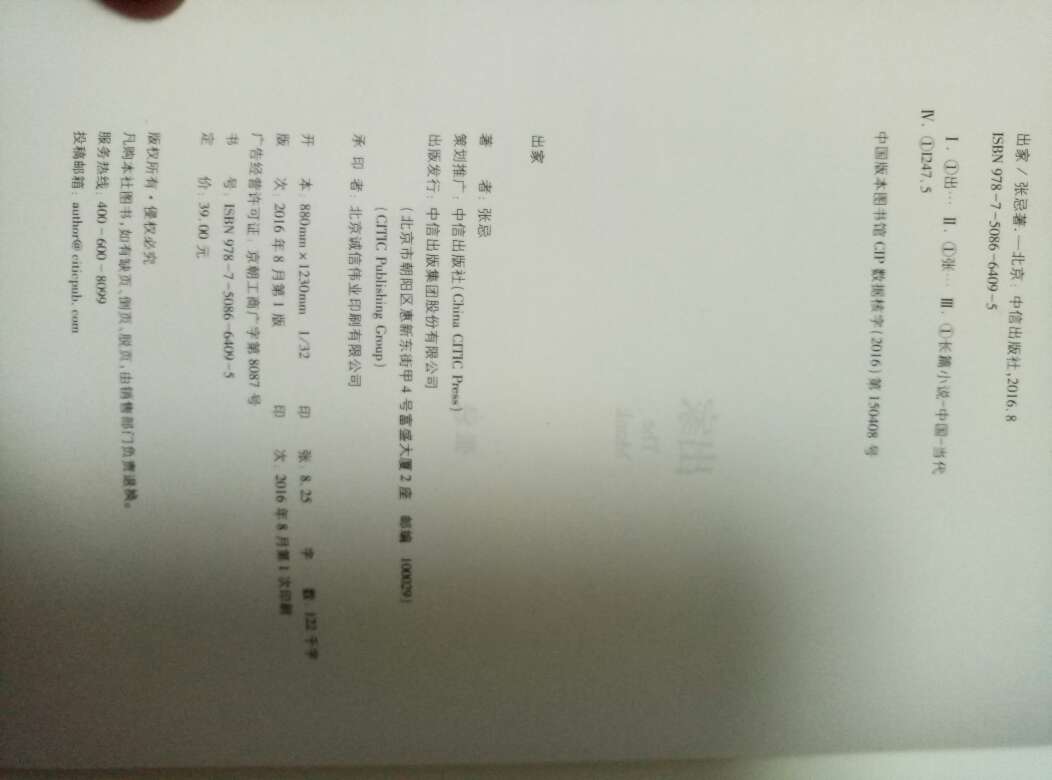 出家 / 张忌著. —北京: 中信出版社, 2016.8
ISBN 978-7-5086-6409-5
Ⅰ. ①出… Ⅱ. ①张… Ⅲ. ①长篇小说-中国-当代
Ⅳ. ①I247.5
中国版本图书馆 CIP 数据核字(2016)第 150408 号
出家
著 者: 张忌
策划推广: 中信出版社(China CITIC Press)
出版发行: 中信出版集团股份有限公司
(北京市朝阳区惠新东街甲 4 号富盛大厦 2 座 邮编 100029)
(CITIC Publishing Group)
承 印 者: 北京诚信伟业印刷有限公司
开 本: 880mm×1230mm 1/32 印 张: 8.25 字 数: 122 千字
版 次: 2016 年 8 月第 1 版 印 次: 2016 年 8 月第 1 次印刷
广告经营许可证: 京朝工商广字第 8087 号
书 号: ISBN 978-7-5086-6409-5
定 价: 39.00 元
版权所有·侵权必究
凡购本社图书, 如有缺页、倒页、脱页, 由销售部门负责退换。
服务热线: 400-600-8099
投稿邮箱: author@citicpub.com